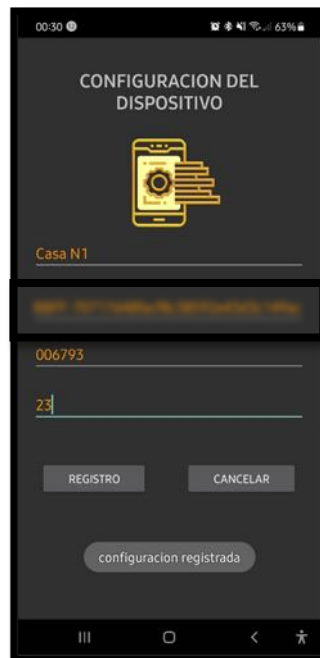 00:30 63%
CONFIGURACION DEL
DISPOSITIVO
Casa N1
006793
23
REGISTRO CANCELAR
configuracion registrada